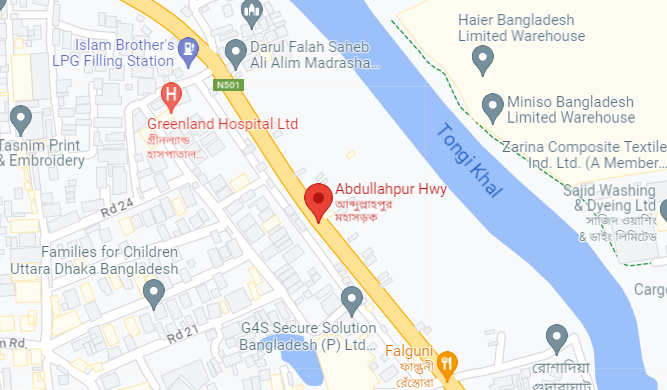 Haier Bangladesh
Limited Warehouse
Islam Brother's
LPG Filling Station
Darul Falah Saheb
Ali Alim Madrasha...
N501
Miniso Bangladesh
Limited Warehouse
Greenland Hospital Ltd
গ্রীনল্যান্ড
হাসপাতাল...
Tasnim Print
& Embroidery
Tongi Khal
Zarina Composite Textile
Ind. Ltd. (A Member...
Abdullahpur Hwy
আব্দুল্লাহপুর
মহাসড়ক
Sajid Washing
& Dyeing Ltd
সাজিদ ওয়াশিং
& ডাইং লিমিটেড
Rd 24
Families for Children
Uttara Dhaka Bangladesh
Cargo
Rd 21
G4S Secure Solution
Bangladesh (P) Ltd...
n Rd
Falguni
ফাল্গুনী
রেস্তোরা
রোশাদিয়া
গুদারাঘাট